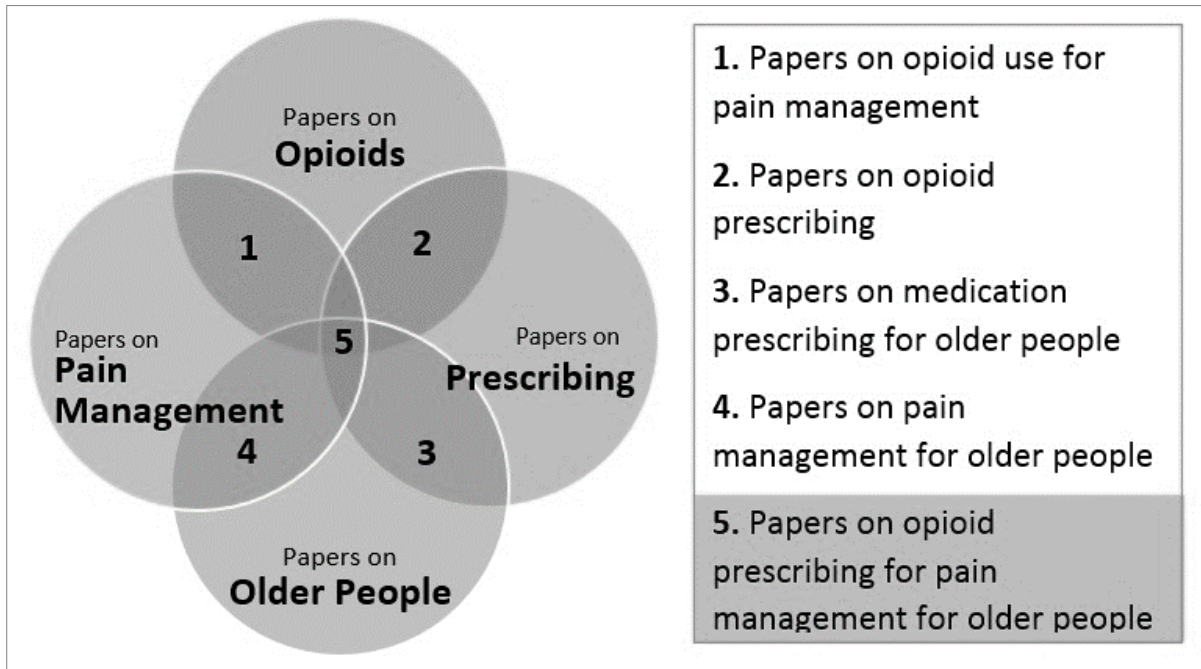 Papers on
Opioids
1
2
Papers on
Pain
Management
5
Papers on
Prescribing
4
3
Papers on
Older People
1. Papers on opioid use for
pain management
2. Papers on opioid
prescribing
3. Papers on medication
prescribing for older people
4. Papers on pain
management for older people
5. Papers on opioid
prescribing for pain
management for older people